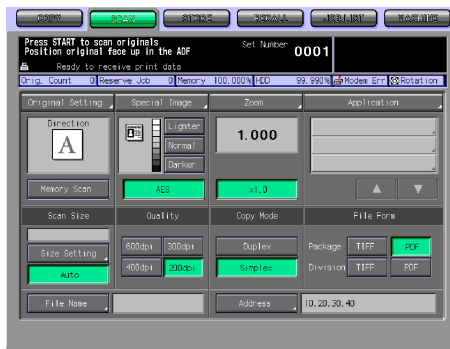 COPY SCAN STORE RECALL JOB LIST MACHINE
Press START to scan originals
Position original face up in the ADF
Set Number 0001
Ready to receive print data
Orig. Count 0 Reserve Job 0 Memory 100.000% HDD 99.990% Modem Err Rotation
Original Setting Special Image Zoom Application
Direction
A
Lighter
Normal
Darker
1.000
Memory Scan AES x1.0
Scan Size Quality Copy Mode File Form
600dpi 300dpi Duplex Package TIFF PDF
Size Setting
400dpi 200dpi Simplex Division TIFF PDF
Auto
File Name Address 10.20.30.40